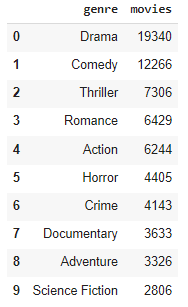 genre movies
0 Drama 19340
1 Comedy 12266
2 Thriller 7306
3 Romance 6429
4 Action 6244
5 Horror 4405
6 Crime 4143
7 Documentary 3633
8 Adventure 3326
9 Science Fiction 2806